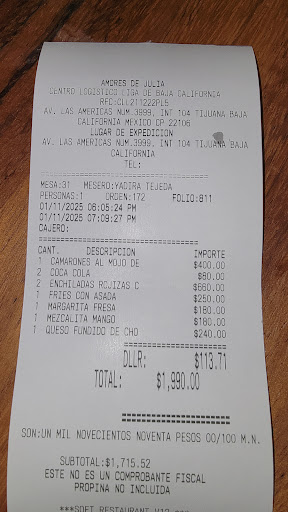 AMORES DE JULIA
CENTRO LOGISTICO LIGA DE BAJA CALIFORNIA
RFC:CLL211222PL5
AV. LAS AMERICAS NUM.3999, INT 104 TIJUANA BAJA
CALIFORNIA MEXICO CP 22106
LUGAR DE EXPEDICION
AV. LAS AMERICAS NUM.3999, INT 104 TIJUANA BAJA
CALIFORNIA
TEL:
MESA:31 MESERO:YADIRA TEJEDA
PERSONAS:1 ORDEN:172 FOLIO:811
01/11/2025 06:05:24 PM
01/11/2025 07:09:27 PM
CAJERO:
CANT. DESCRIPCION IMPORTE
1 CAMARONES AL MOJO DE $400.00
2 COCA COLA $80.00
2 ENCHILADAS ROJIZAS C $660.00
1 FRIES CON ASADA $250.00
1 MARGARITA FRESA $180.00
1 MEZCALITA MANGO $180.00
1 QUESO FUNDIDO DE CHO $240.00
DLLR: $113.71
TOTAL: $1,990.00
SON:UN MIL NOVECIENTOS NOVENTA PESOS 00/100 M.N.
SUBTOTAL:$1,715.52
ESTE NO ES UN COMPROBANTE FISCAL
PROPINA NO INCLUIDA
***SOFT RESTAURANT